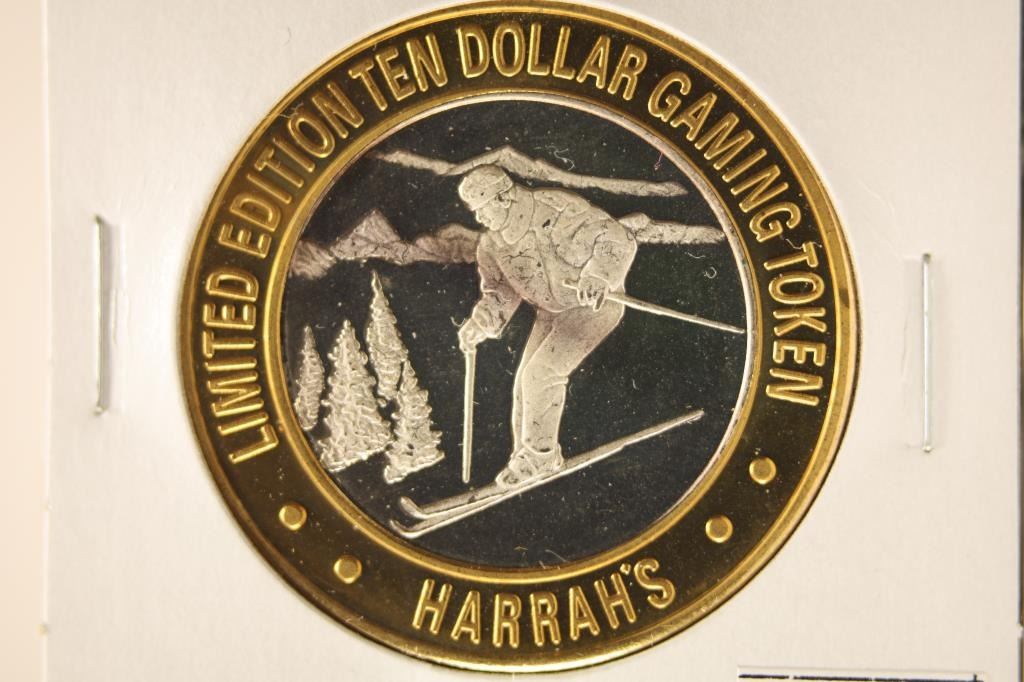 LIMITED EDITION TEN DOLLAR GAMING TOKEN
HARRAH'S